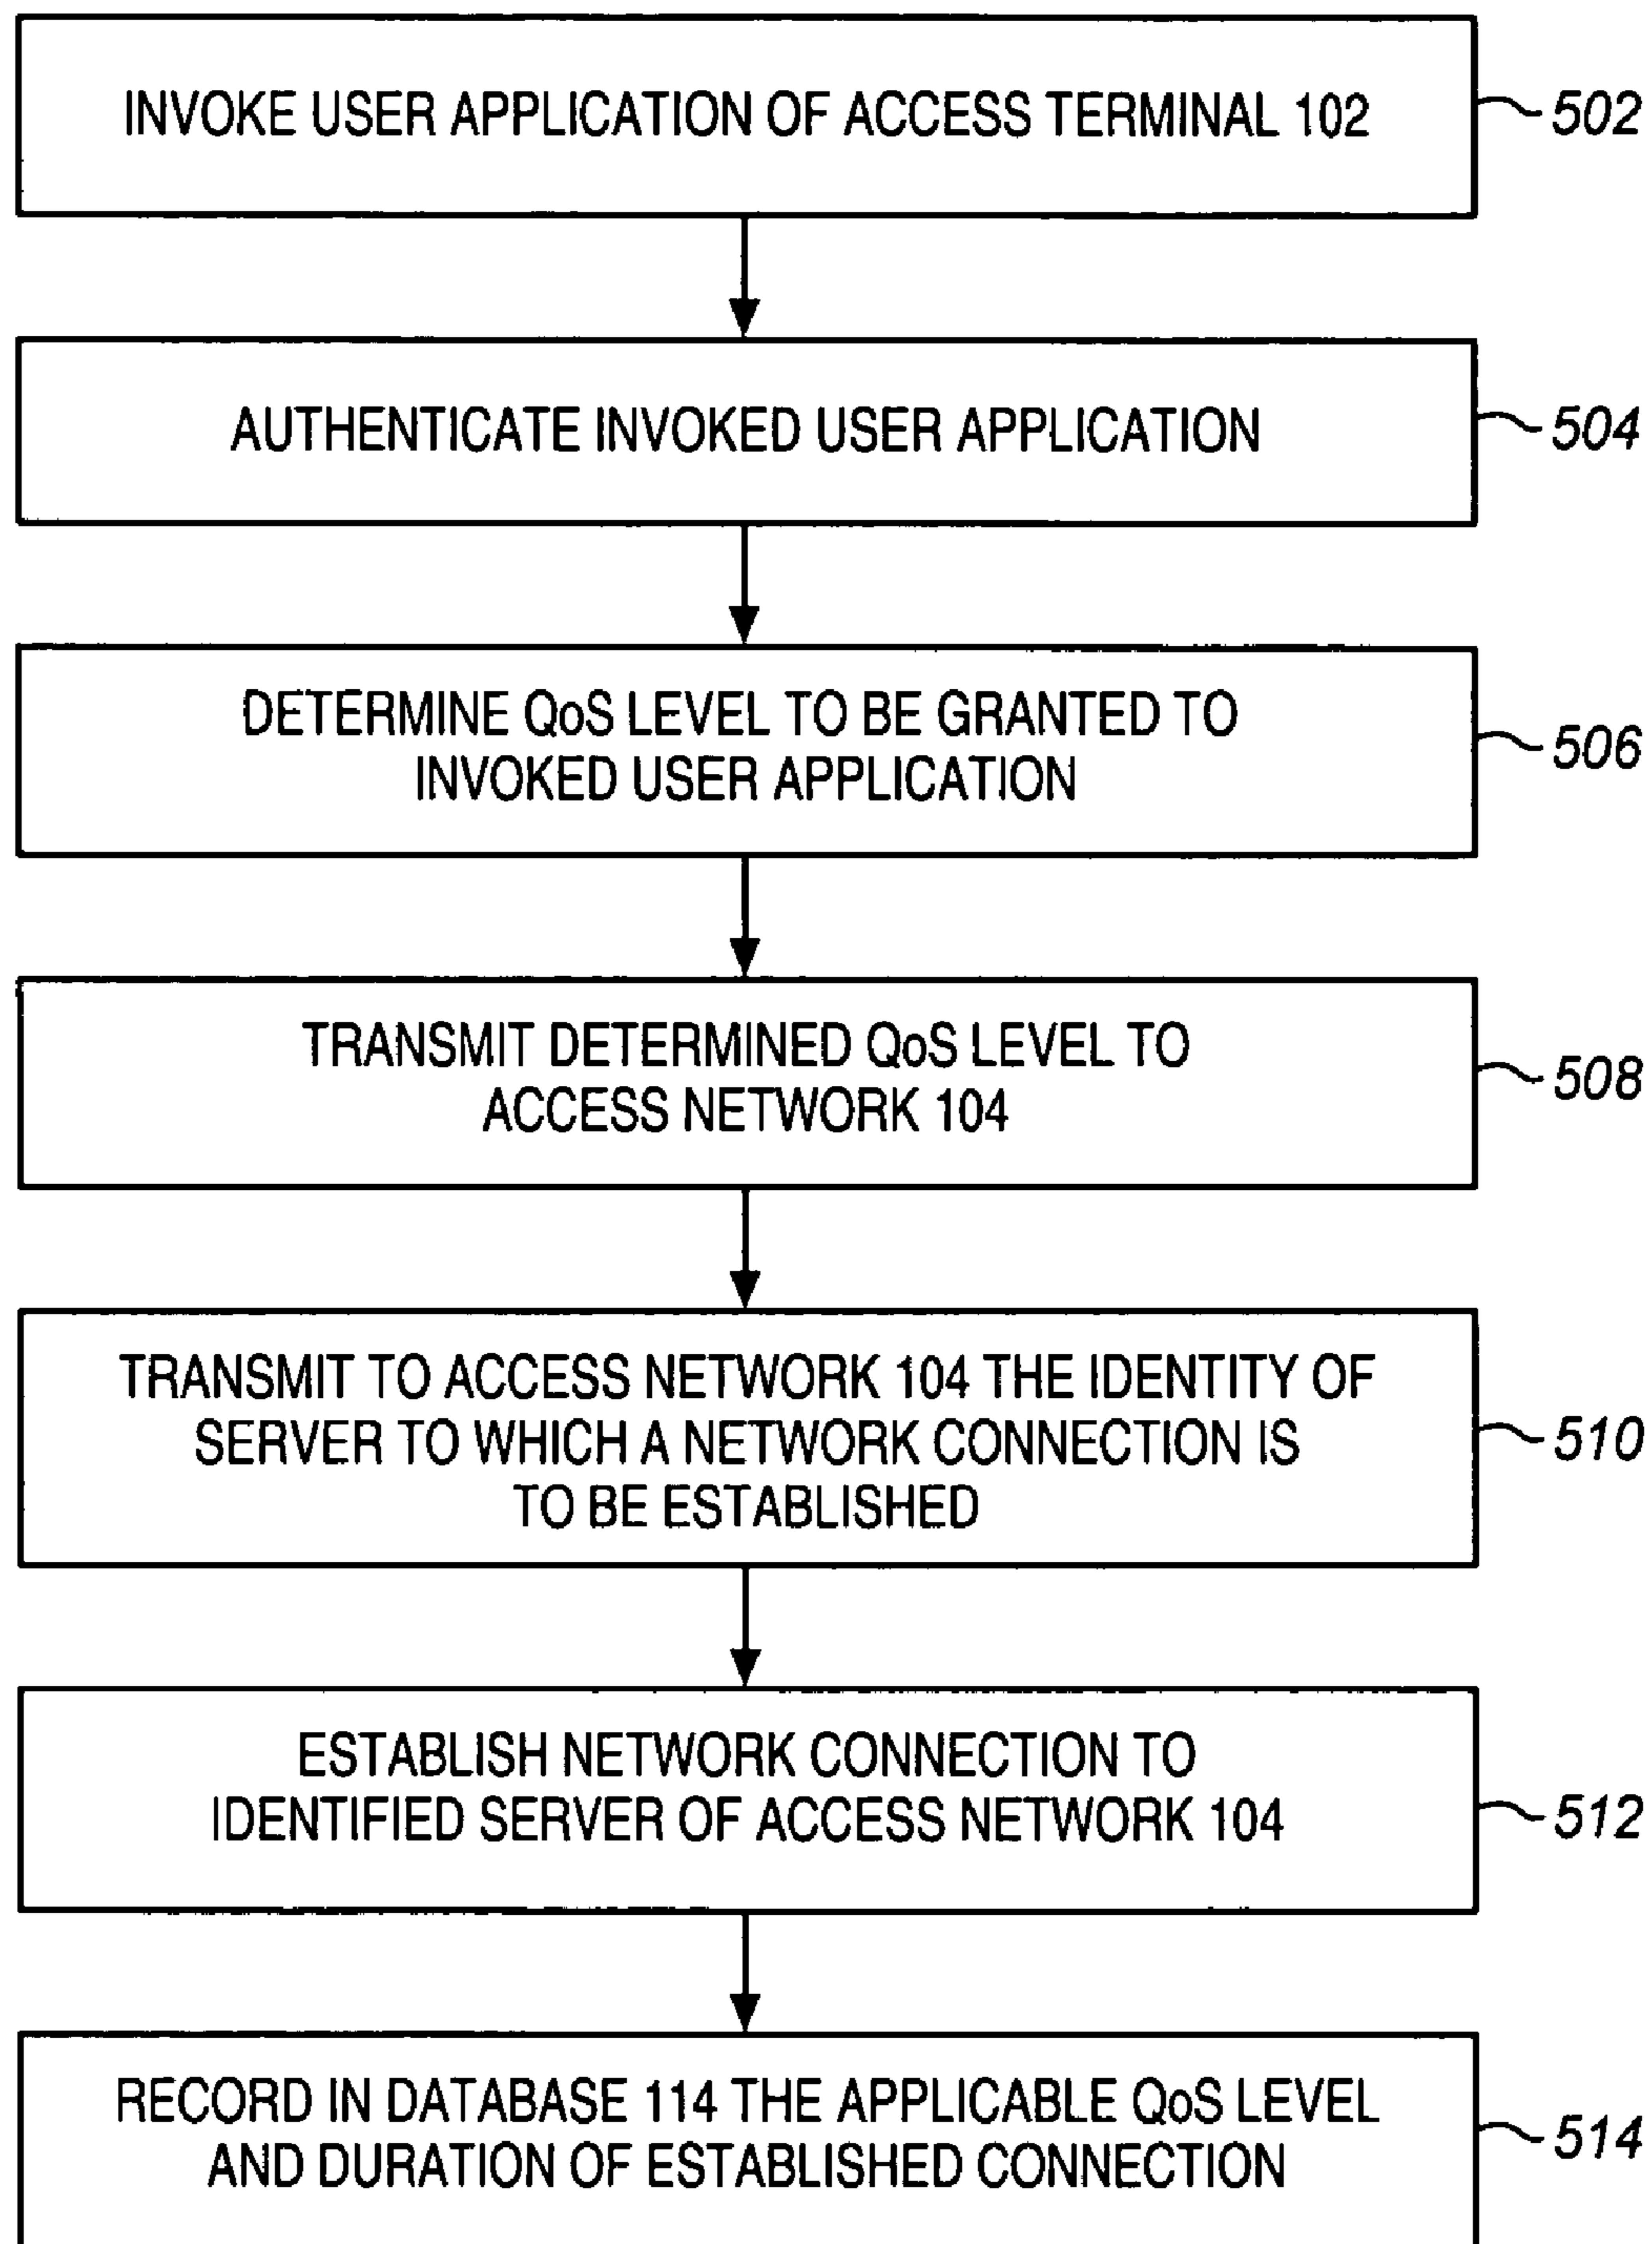 INVOKE USER APPLICATION OF ACCESS TERMINAL 102
502
AUTHENTICATE INVOKED USER APPLICATION
504
DETERMINE QoS LEVEL TO BE GRANTED TO
INVOKED USER APPLICATION
506
TRANSMIT DETERMINED QoS LEVEL TO
ACCESS NETWORK 104
508
TRANSMIT TO ACCESS NETWORK 104 THE IDENTITY OF
SERVER TO WHICH A NETWORK CONNECTION IS
TO BE ESTABLISHED
510
ESTABLISH NETWORK CONNECTION TO
IDENTIFIED SERVER OF ACCESS NETWORK 104
512
RECORD IN DATABASE 114 THE APPLICABLE QoS LEVEL
AND DURATION OF ESTABLISHED CONNECTION
514